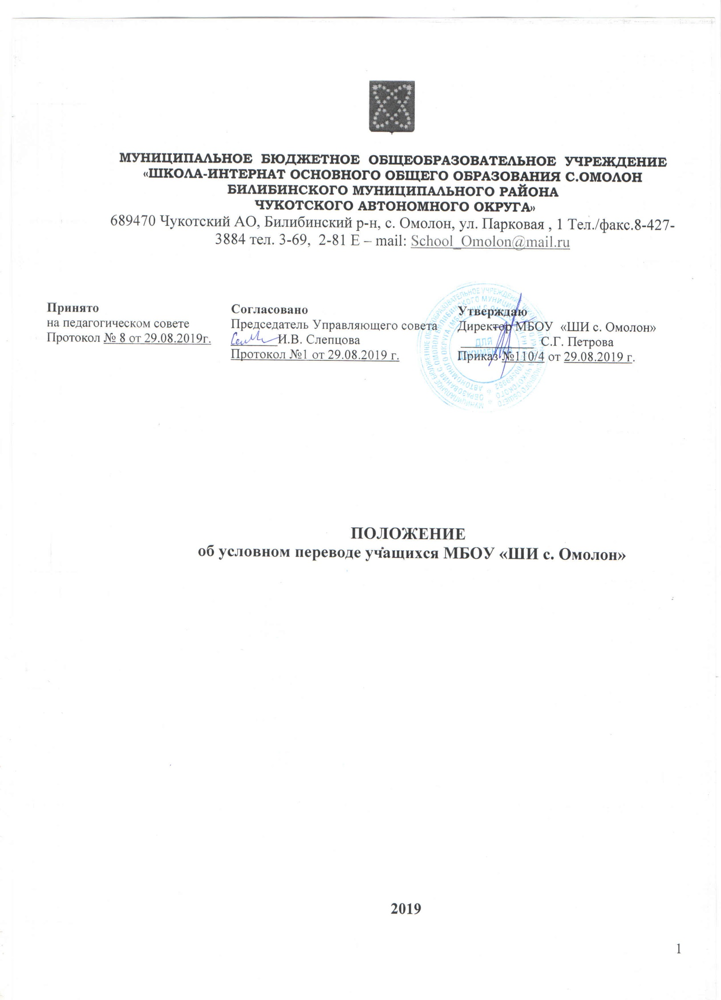 МУНИЦИПАЛЬНОЕ БЮДЖЕТНОЕ ОБЩЕОБРАЗОВАТЕЛЬНОЕ УЧРЕЖДЕНИЕ
«ШКОЛА-ИНТЕРНАТ ОСНОВНОГО ОБЩЕГО ОБРАЗОВАНИЯ С.ОМОЛОН
БИЛИБИНСКОГО МУНИЦИПАЛЬНОГО РАЙОНА
ЧУКОТСКОГО АВТОНОМНОГО ОКРУГА»
689470 Чукотский АО, Билибинский р-н, с. Омолон, ул. Парковая , 1 Тел./факс.8-427-
3884 тел. 3-69, 2-81 E – mail: School_Omolon@mail.ru
Принято
на педагогическом совете
Протокол № 8 от 29.08.2019г.
Согласовано
Председатель Управляющего совета
И.В. Слепцова
Протокол №1 от 29.08.2019 г.
Утверждаю
Директор МБОУ «ШИ с. Омолон»
С.Г. Петрова
Приказ №110/4 от 29.08.2019 г.
ДЛЯ
ДОКУМЕНТОВ
ПОЛОЖЕНИЕ
об условном переводе учащихся МБОУ «ШИ с. Омолон»
2019
1